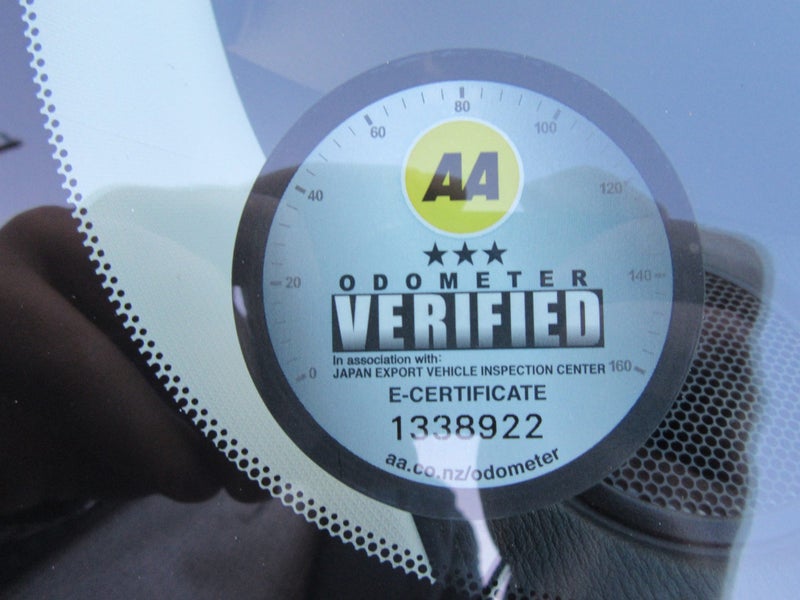 80
60
100
AA
40
120
★★★
ODOMETER
20
140
VERIFIED
In association with:
JAPAN EXPORT VEHICLE INSPECTION CENTER
0
160
E-CERTIFICATE
1338922
aa.co.nz/odometer